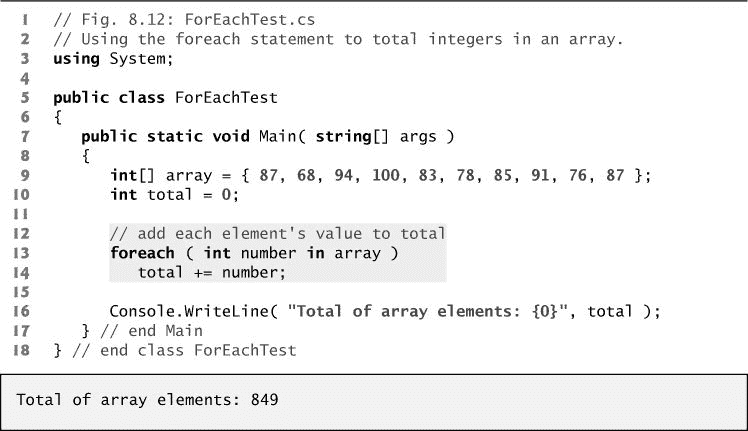 1 // Fig. 8.12: ForEachTest.cs
2 // Using the foreach statement to total integers in an array.
3 using System;
4
5 public class ForEachTest
6 {
7 public static void Main( string[] args )
8 {
9 int[] array = { 87, 68, 94, 100, 83, 78, 85, 91, 76, 87 };
10 int total = 0;
11
12 // add each element's value to total
13 foreach ( int number in array )
14 total += number;
15
16 Console.WriteLine( "Total of array elements: {0}", total );
17 } // end Main
18 } // end class ForEachTest
Total of array elements: 849